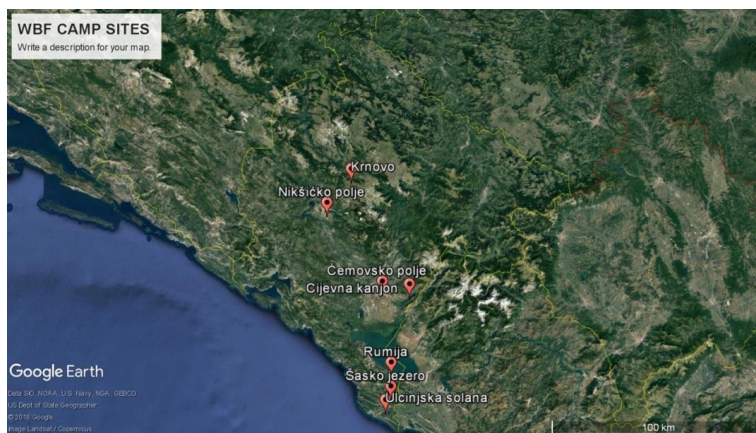 WBF CAMP SITES
Write a description for your map.
Krnovo
Nikšičko polje
Ćemovsko polje
Cijevna kanjon
Rumija
Šasko jezero
Ulcinjska solana
Google Earth
Data SIO, NOAA, U.S. Navy, NGA, GEBCO
US Dept of State Geographer
© 2018 Google
Image Landsat / Copernicus
100 km